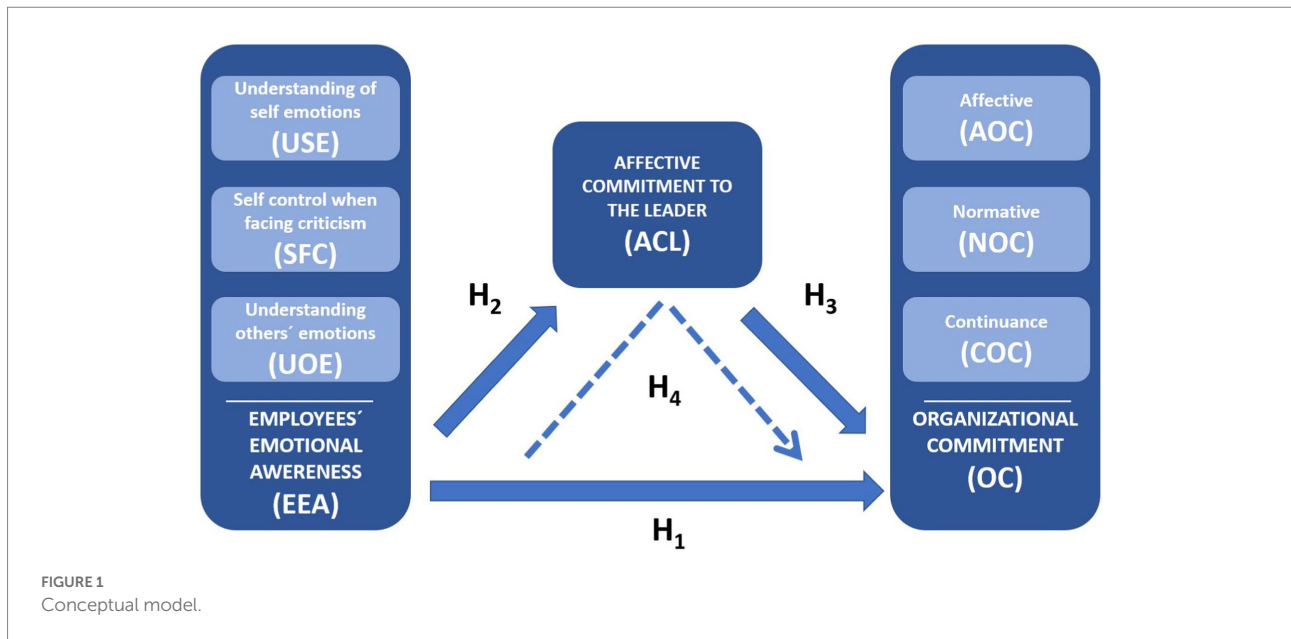 Understanding of
self emotions
(USE)
Self control when
facing criticism
(SFC)
Understanding
others´ emotions
(UOE)
EMPLOYEES´
EMOTIONAL
AWERENESS
(EEA)
H2
AFFECTIVE
COMMITMENT TO
THE LEADER
(ACL)
H3
H4
H1
Affective
(AOC)
Normative
(NOC)
Continuance
(COC)
ORGANIZATIONAL
COMMITMENT
(OC)
FIGURE 1
Conceptual model.